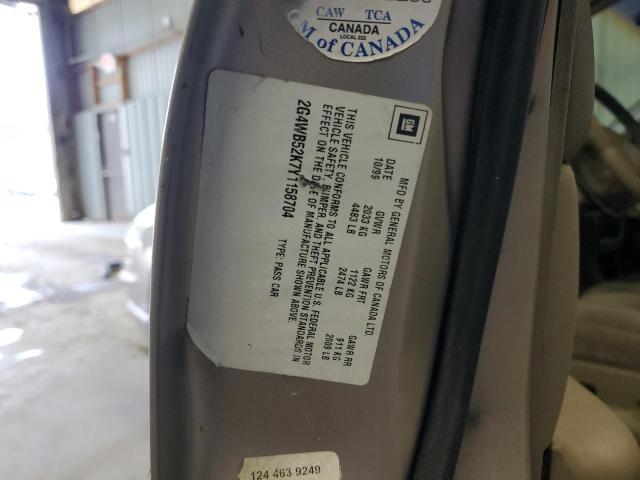 CAW TCA
CANADA
LOCAL 222
M of CANADA
GM
MFD BY GENERAL MOTORS OF CANADA LTD.
DATE GVWR GAWR FRT GAWR RR
10/99 2033 KG 1122 KG 911 KG
4483 LB 2474 LB 2009 LB
THIS VEHICLE CONFORMS TO ALL APPLICABLE U.S. FEDERAL MOTOR
VEHICLE SAFETY, BUMPER, AND THEFT PREVENTION STANDARDS IN
EFFECT ON THE DATE OF MANUFACTURE SHOWN ABOVE.
2G4WB52K7Y1158704 TYPE: PASS CAR
124 463 9249